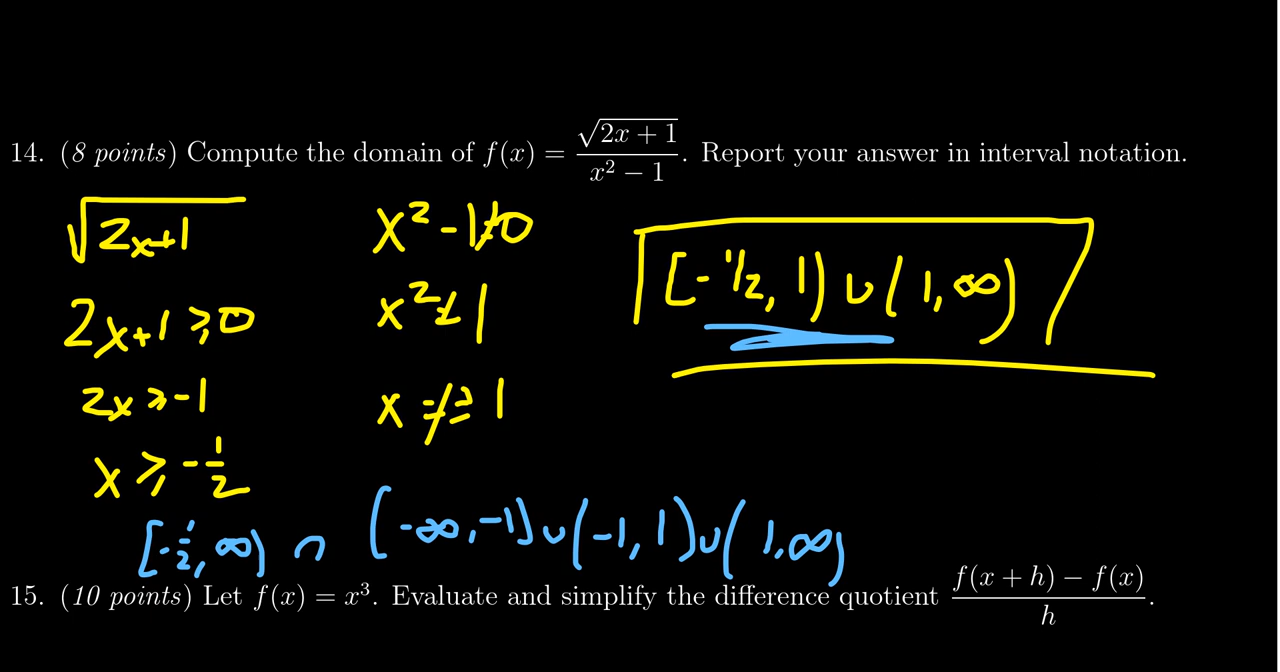 14. (8 points) Compute the domain of f(x) = √(2x + 1) / (x² − 1). Report your answer in interval notation.
√(2x+1)
x² - 1 ≠ 0
[-1/2, 1) ∪ (1, ∞)
2x+1 ≥ 0
x² ≠ 1
2x ≥ -1
x ≠ ± 1
x ≥ -1/2
[-1/2, ∞) ∩ (-∞, -1) ∪ (-1, 1) ∪ (1, ∞)
15. (10 points) Let f(x) = x³. Evaluate and simplify the difference quotient (f(x + h) − f(x)) / h.